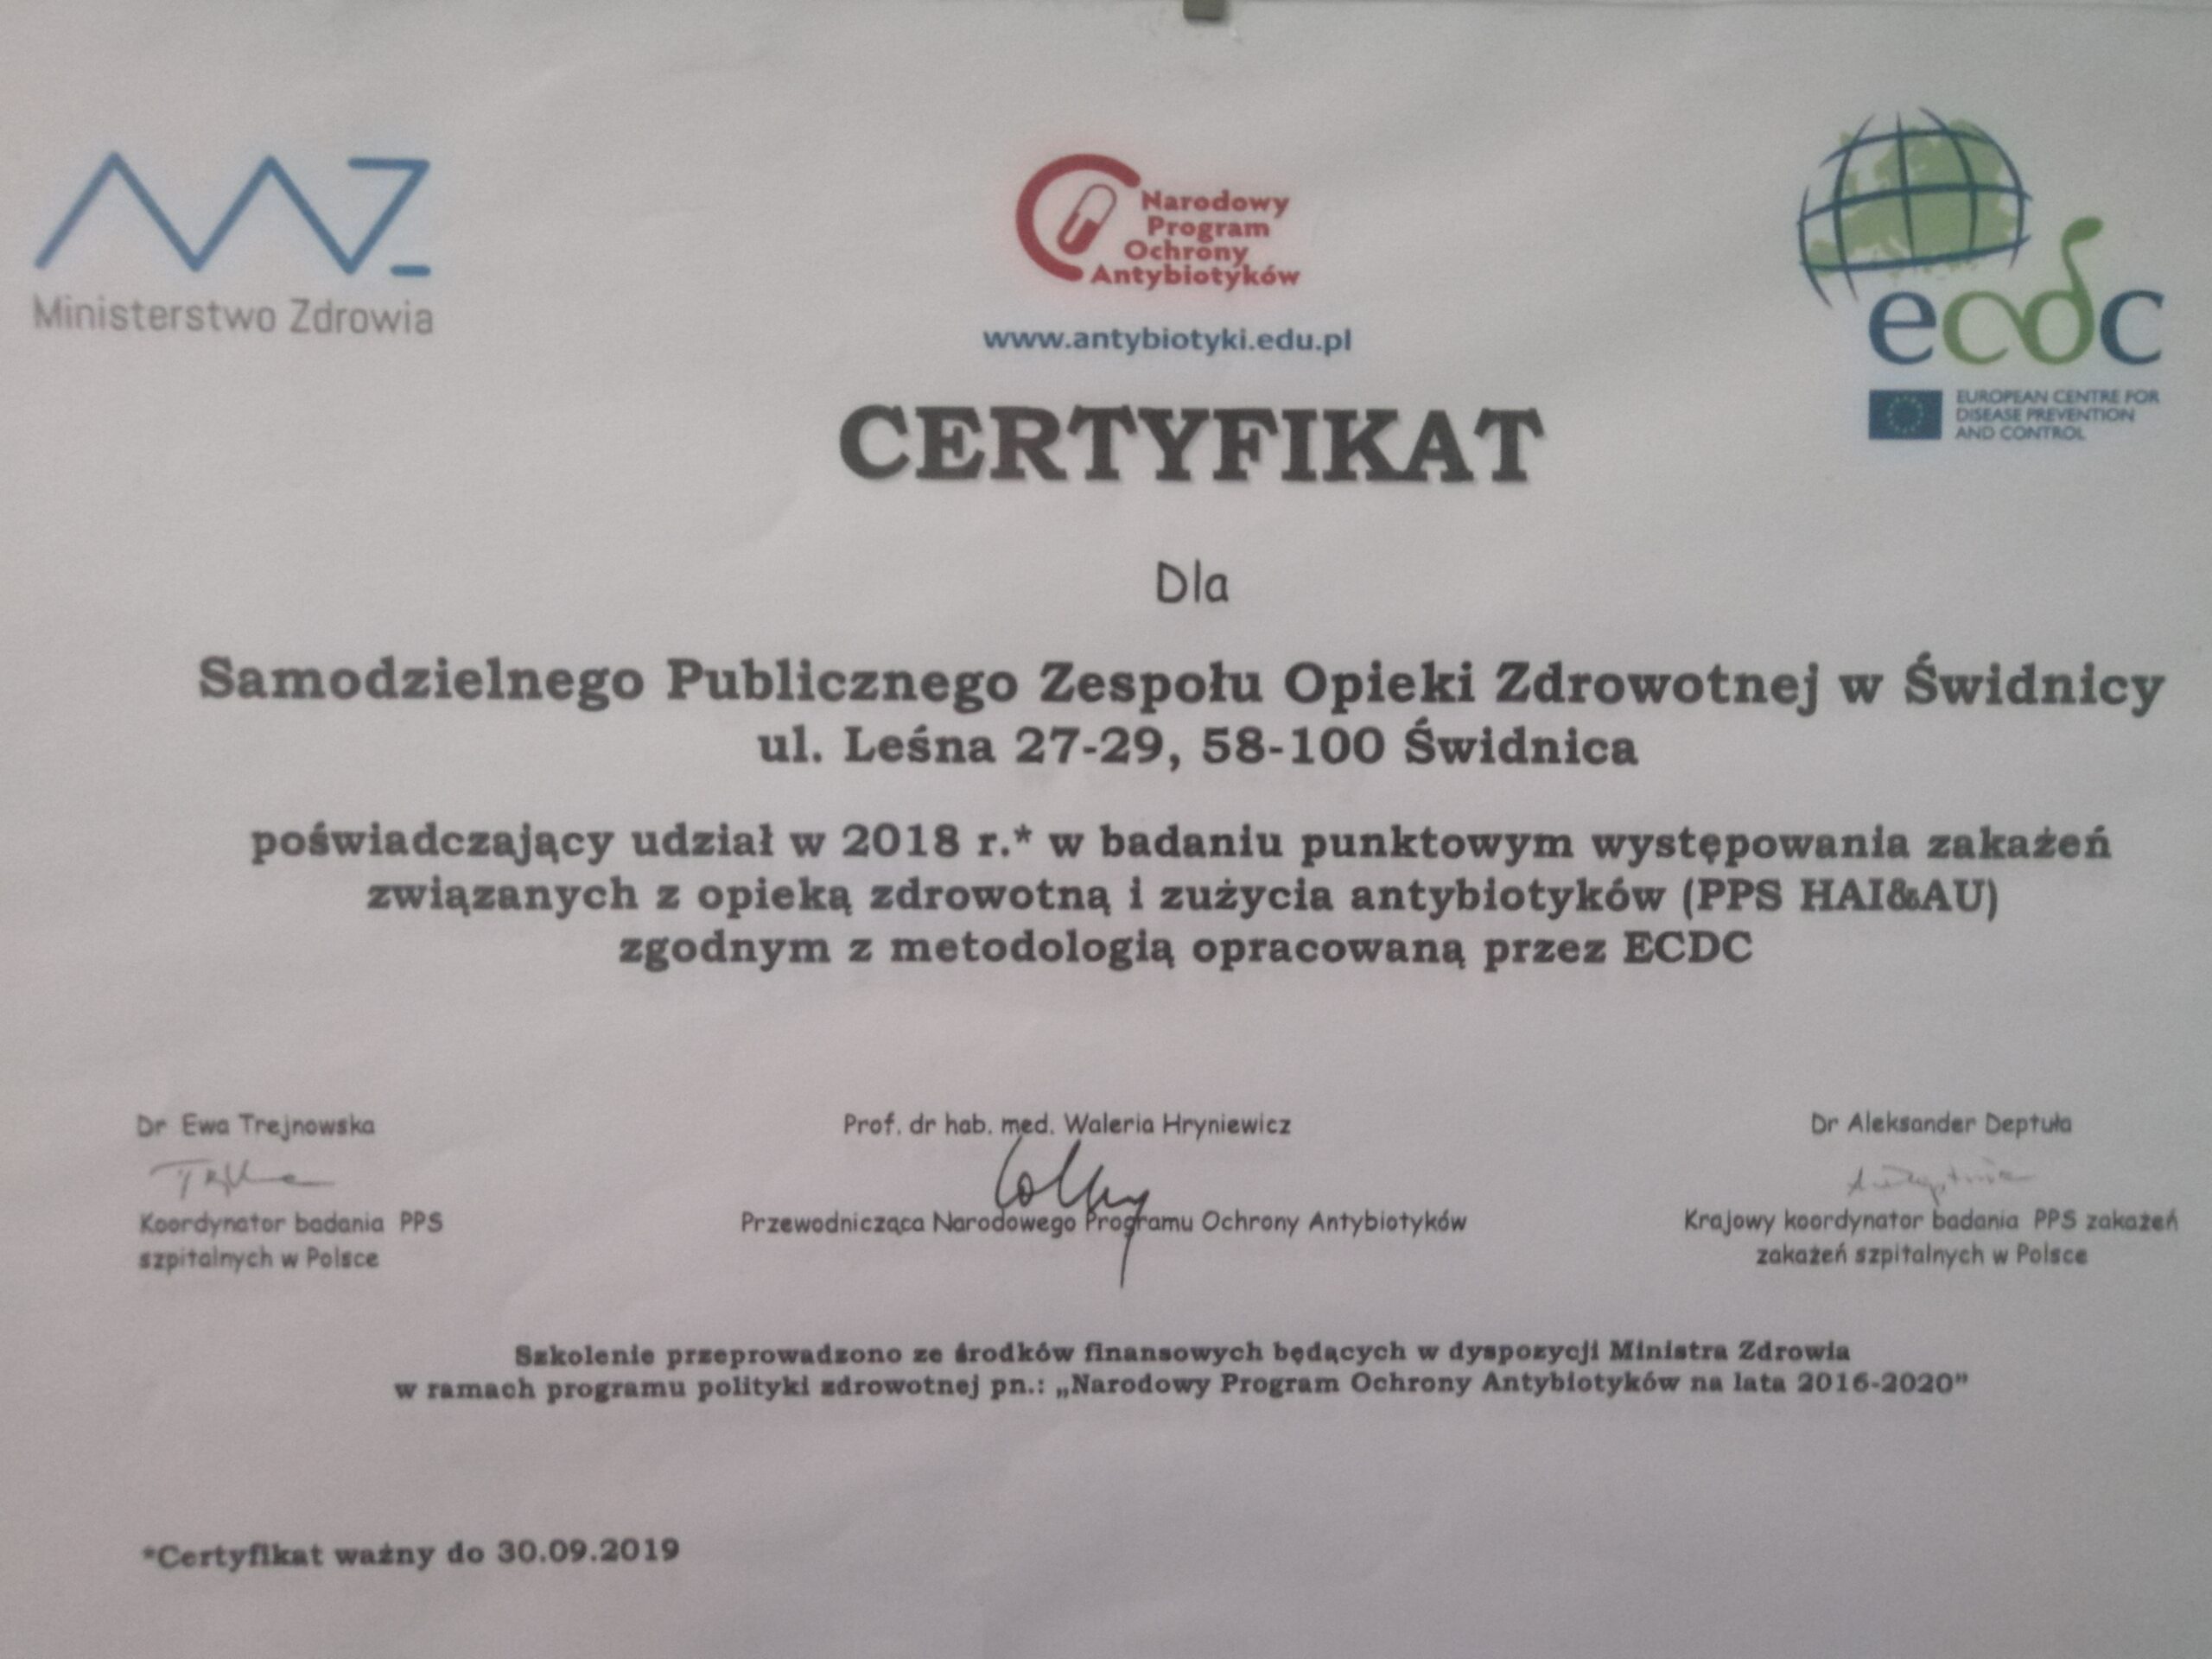 Ministerstwo Zdrowia
Narodowy
Program
Ochrony
Antybiotyków
www.antybiotyki.edu.pl
ecdc
EUROPEAN CENTRE FOR
DISEASE PREVENTION
AND CONTROL
CERTYFIKAT
Dla
Samodzielnego Publicznego Zespołu Opieki Zdrowotnej w Świdnicy
ul. Leśna 27-29, 58-100 Świdnica
poświadczający udział w 2018 r.* w badaniu punktowym występowania zakażeń
związanych z opieką zdrowotną i zużycia antybiotyków (PPS HAI&AU)
zgodnym z metodologią opracowaną przez ECDC
Dr Ewa Trejnowska
Koordynator badania PPS
szpitalnych w Polsce
Prof. dr hab. med. Waleria Hryniewicz
Przewodnicząca Narodowego Programu Ochrony Antybiotyków
Dr Aleksander Deptuła
Krajowy koordynator badania PPS zakażeń
zakażeń szpitalnych w Polsce
Szkolenie przeprowadzono ze środków finansowych będących w dyspozycji Ministra Zdrowia
w ramach programu polityki zdrowotnej pn.: „Narodowy Program Ochrony Antybiotyków na lata 2016-2020”
*Certyfikat ważny do 30.09.2019